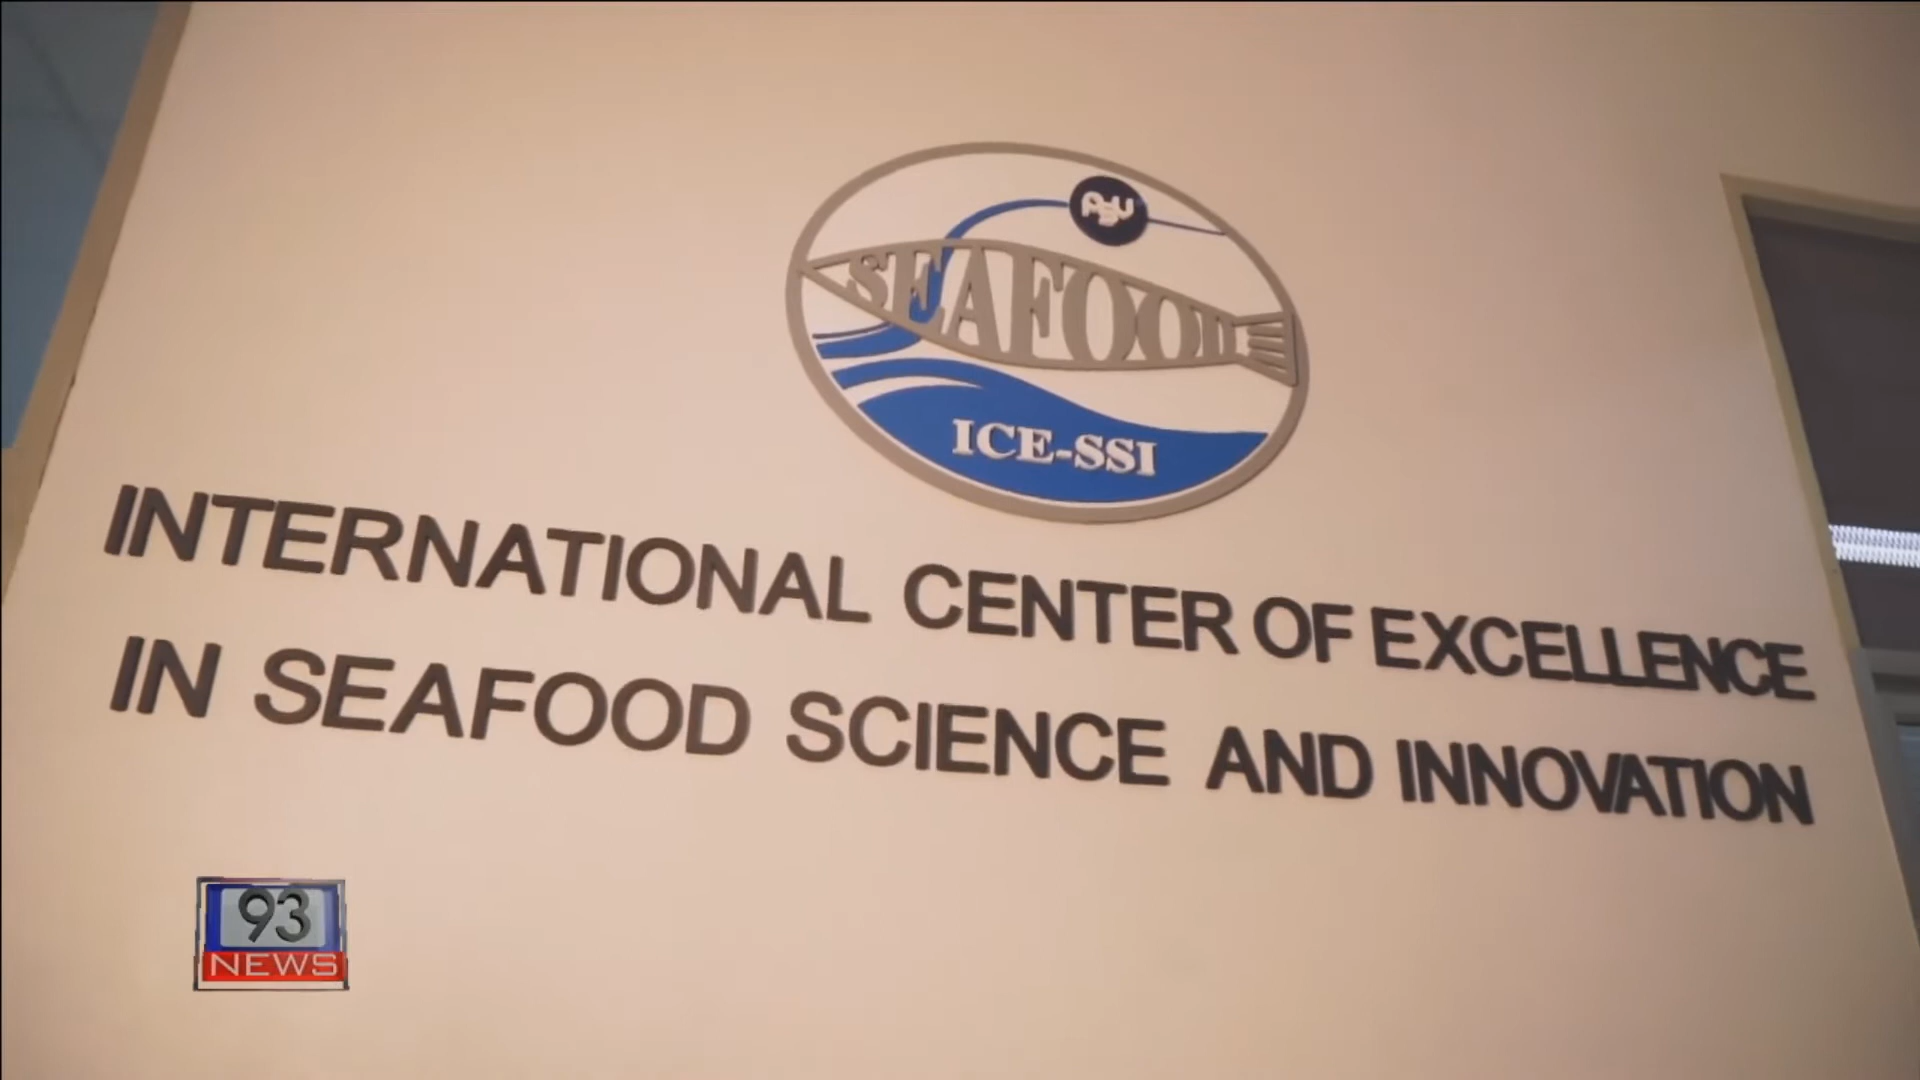 PSU
SEAFOOD
ICE-SSI
INTERNATIONAL CENTER OF EXCELLENCE
IN SEAFOOD SCIENCE AND INNOVATION
93
NEWS